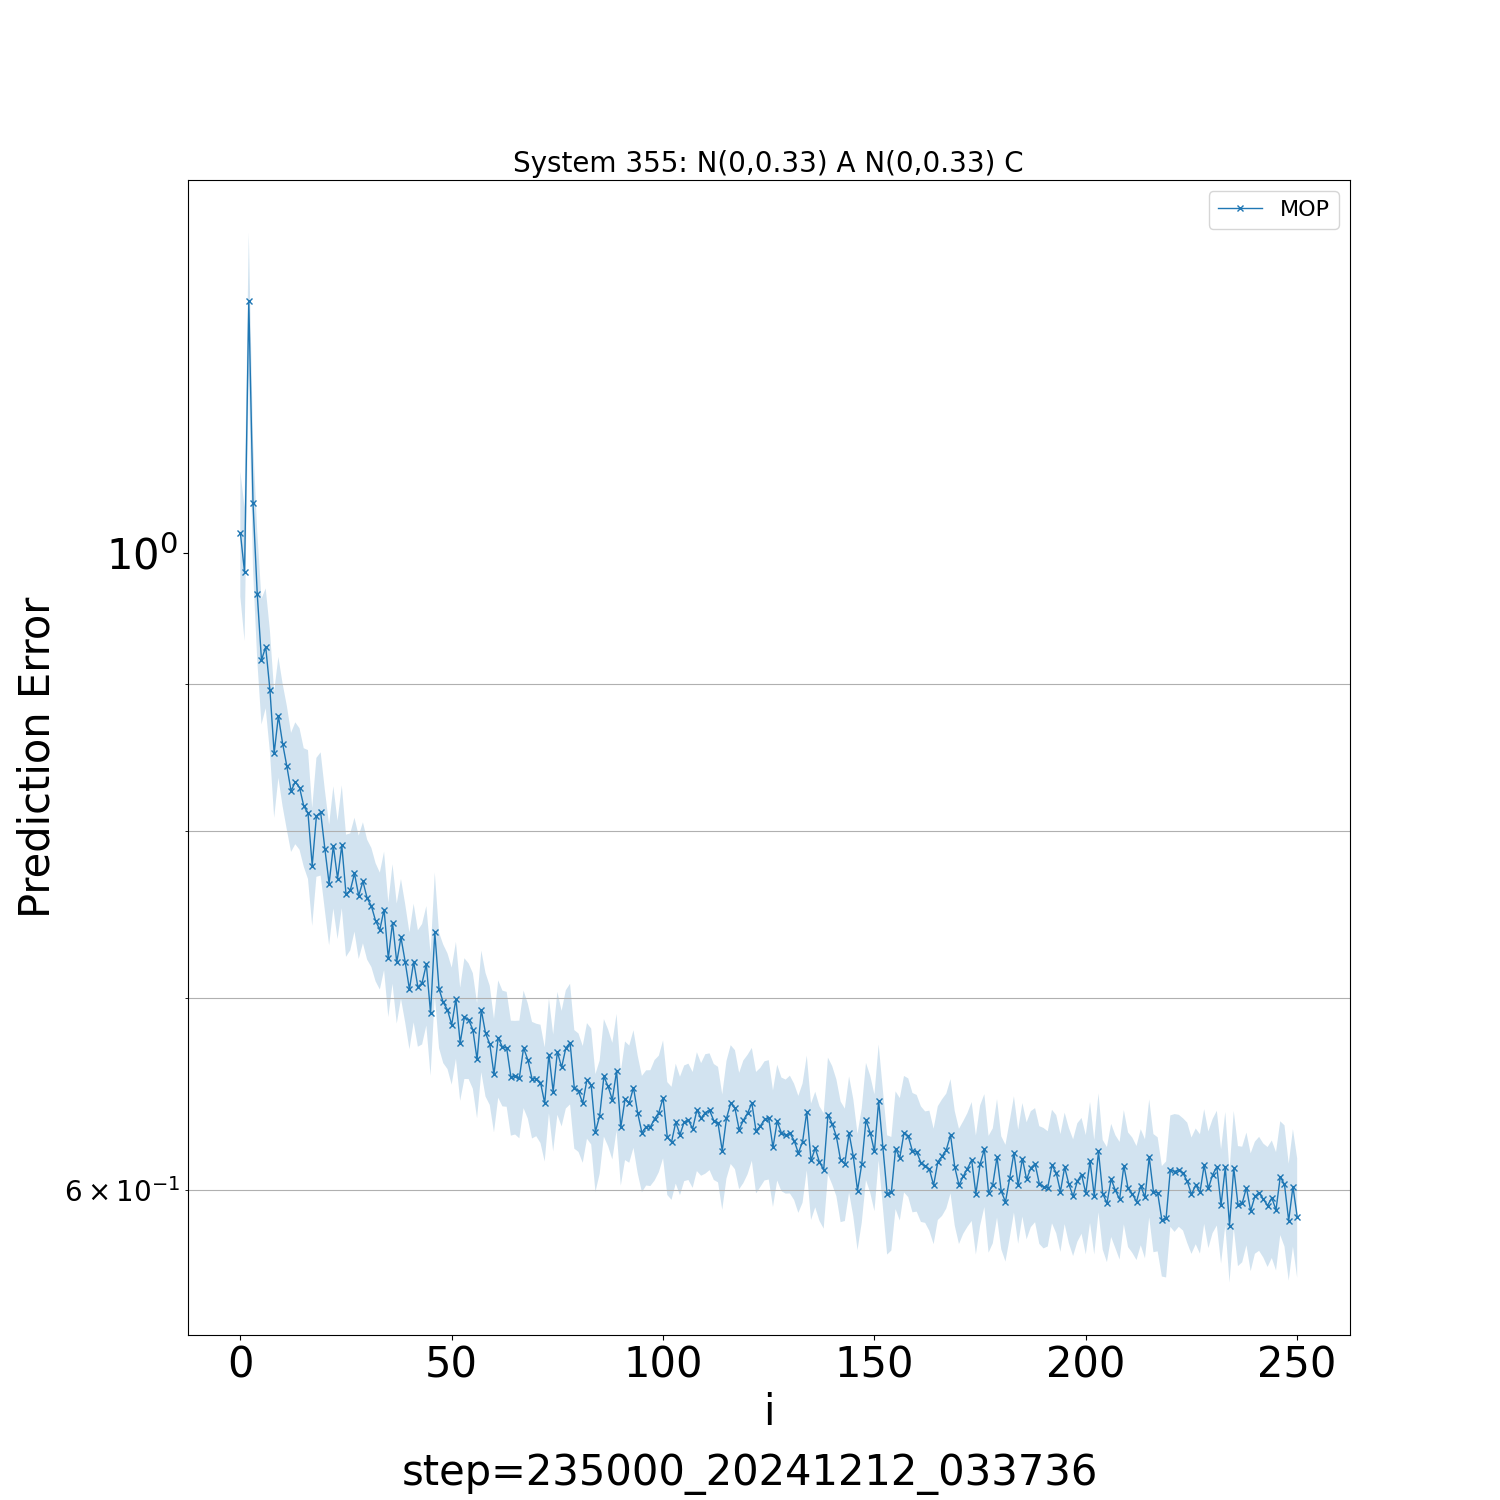 System 355: N(0,0.33) A N(0,0.33) C
MOP
10⁰
6 × 10⁻¹
Prediction Error
0 50 100 150 200 250
i
step=235000_20241212_033736